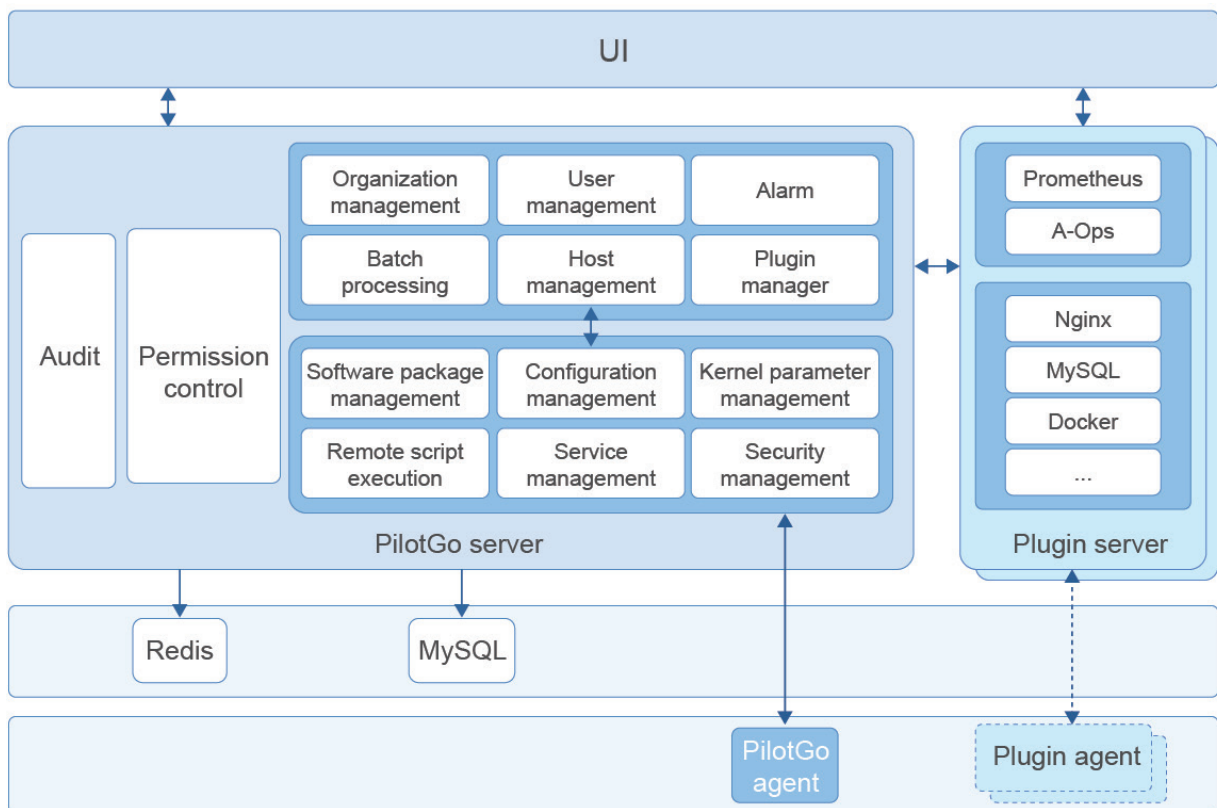 UI
Organization
management
User
management
Alarm
Batch
processing
Host
management
Plugin
manager
Audit
Permission
control
Software package
management
Configuration
management
Kernel parameter
management
Remote script
execution
Service
management
Security
management
PilotGo server
Prometheus
A-Ops
Nginx
MySQL
Docker
...
Plugin server
Redis
MySQL
PilotGo
agent
Plugin agent